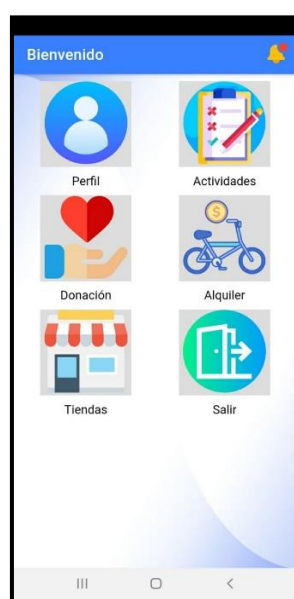 Bienvenido
Perfil
Actividades
$
Donación
Alquiler
Tiendas
Salir